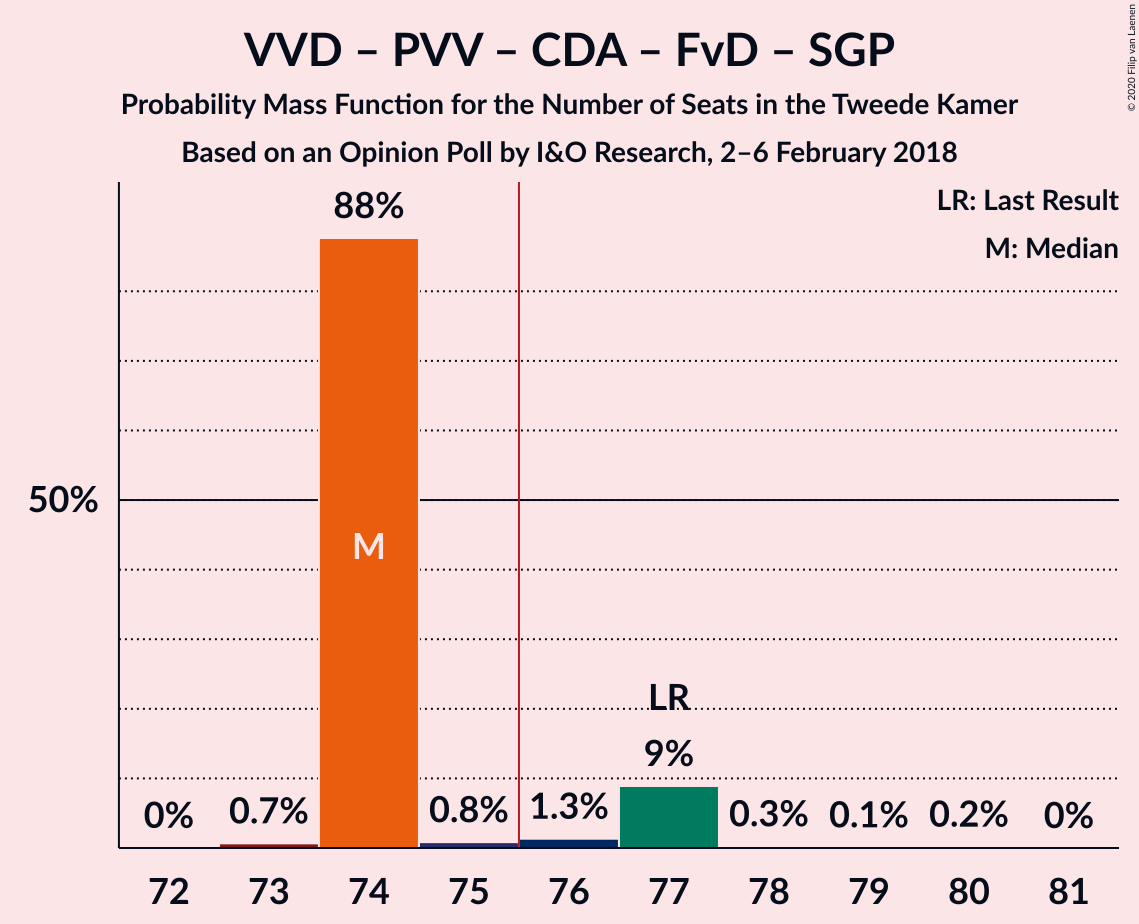 VVD – PVV – CDA – FvD – SGP
Probability Mass Function for the Number of Seats in the Tweede Kamer
Based on an Opinion Poll by I&O Research, 2–6 February 2018
© 2020 Filip van Laenen
LR: Last Result
M: Median
88%
50%
M
LR
9%
0%
0.7%
0.8%
1.3%
0.3%
0.1%
0.2%
0%
72 73 74 75 76 77 78 79 80 81